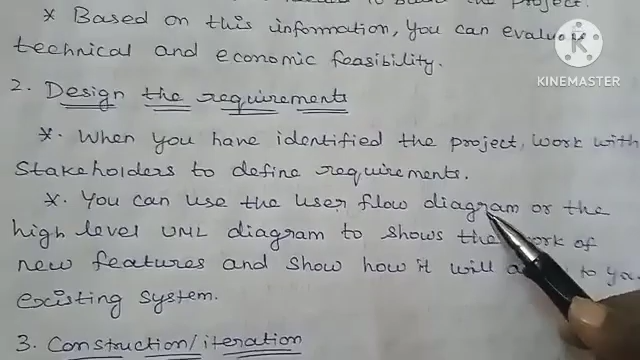 * Based on this information, you can evaluate
technical and economic feasibility.
KINEMASTER
2. Design the requirements
*. When you have identified the project, work with
stakeholders to define requirements.
*. You can use the user flow diagram or the
high level UML diagram to shows the work of
new features and show how it will to
existing system.
3. Construction/iteration